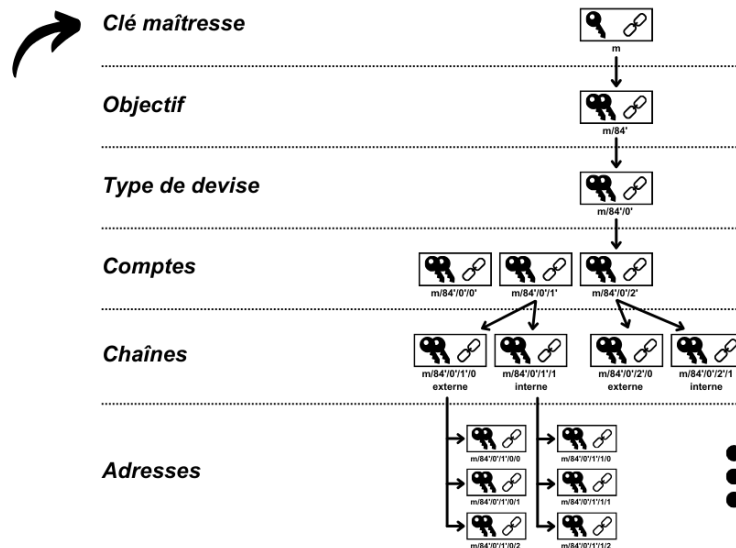 Clé maîtresse
m
Objectif
m/84'
Type de devise
m/84'/0'
Comptes
m/84'/0'/0' m/84'/0'/1' m/84'/0'/2'
Chaînes
m/84'/0'/1'/0 m/84'/0'/1'/1 m/84'/0'/2'/0 m/84'/0'/2'/1
externe interne externe interne
Adresses
m/84'/0'/1'/0/0 m/84'/0'/1'/1/0
m/84'/0'/1'/0/1 m/84'/0'/1'/1/1
m/84'/0'/1'/0/2 m/84'/0'/1'/1/2